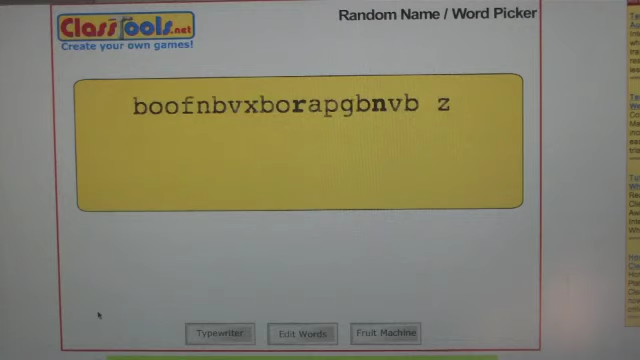 ClassTools.net
Create your own games!
Random Name / Word Picker
boofnbvxborapgbnvb z
Typewriter
Edit Words
Fruit Machine